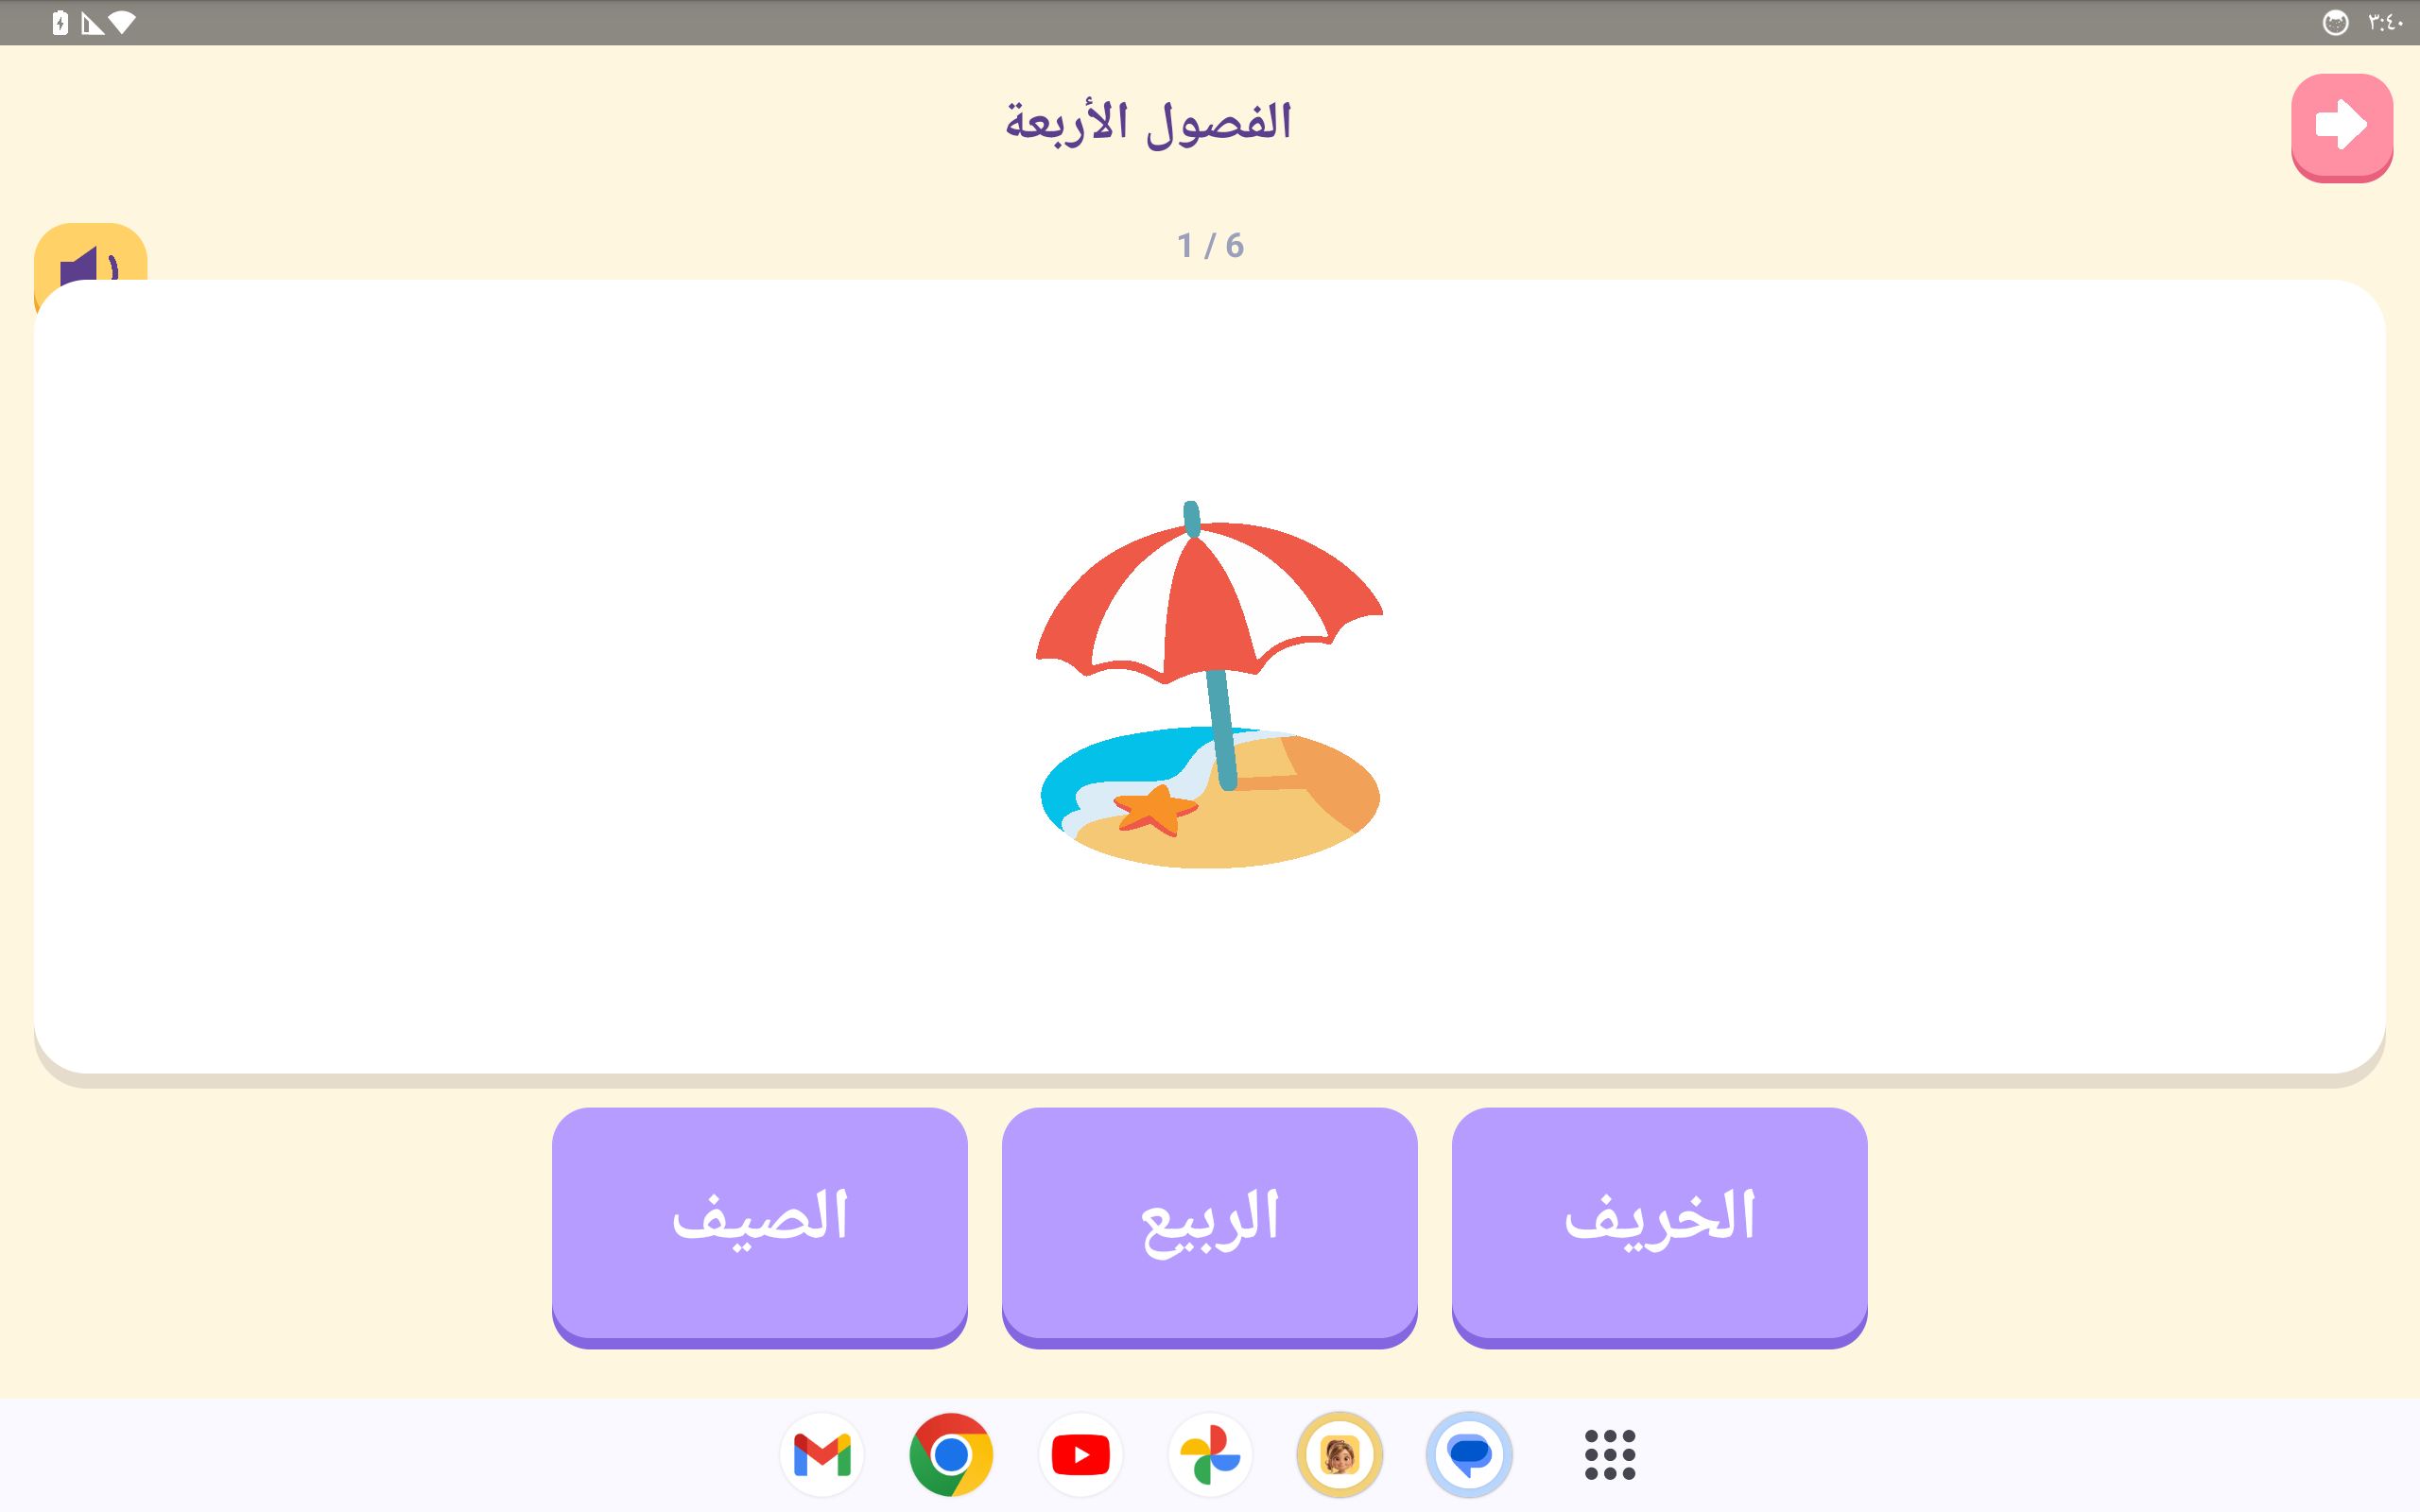 ٣:٤٠
الفصول الأربعة
1 / 6
الخريف
الربيع
الصيف